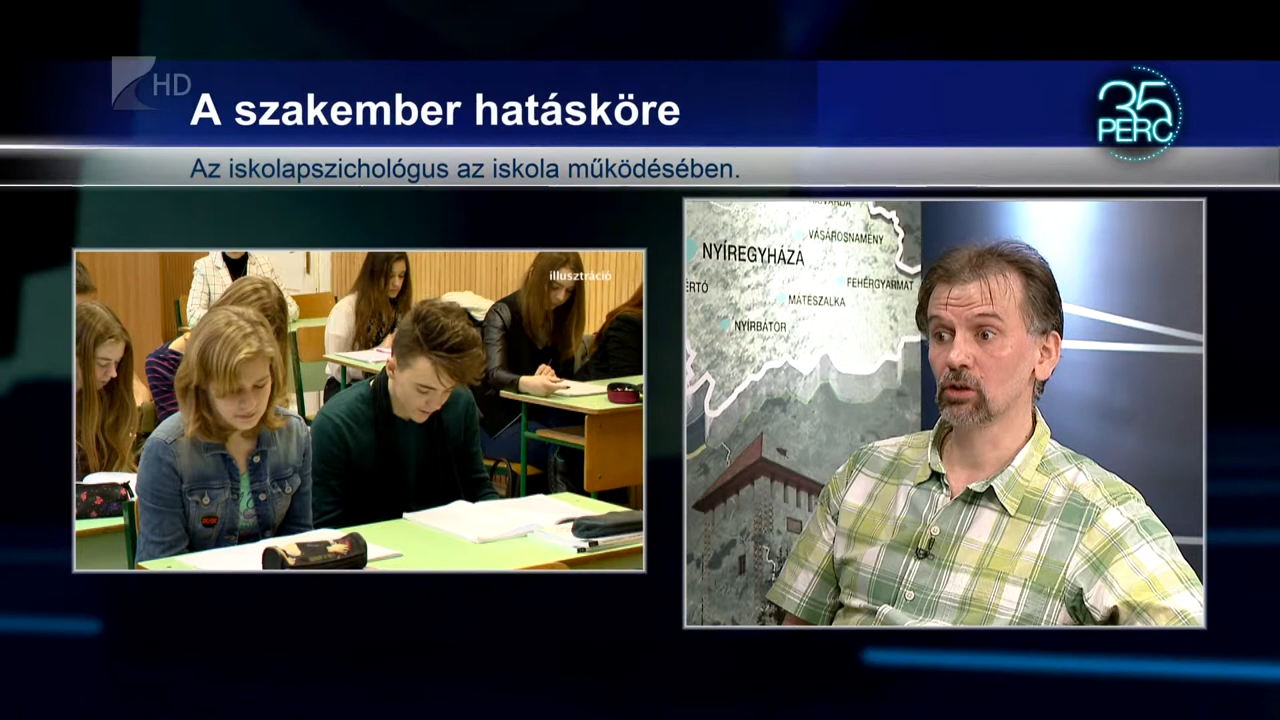 HD
A szakember hatásköre
35
PERC
Az iskolapszichológus az iskola működésében.
illusztráció
VÁSÁROSNAMÉNY
NYÍREGYHÁZA
FEHÉRGYARMAT
MÁTÉSZALKA
NYÍRBÁTOR